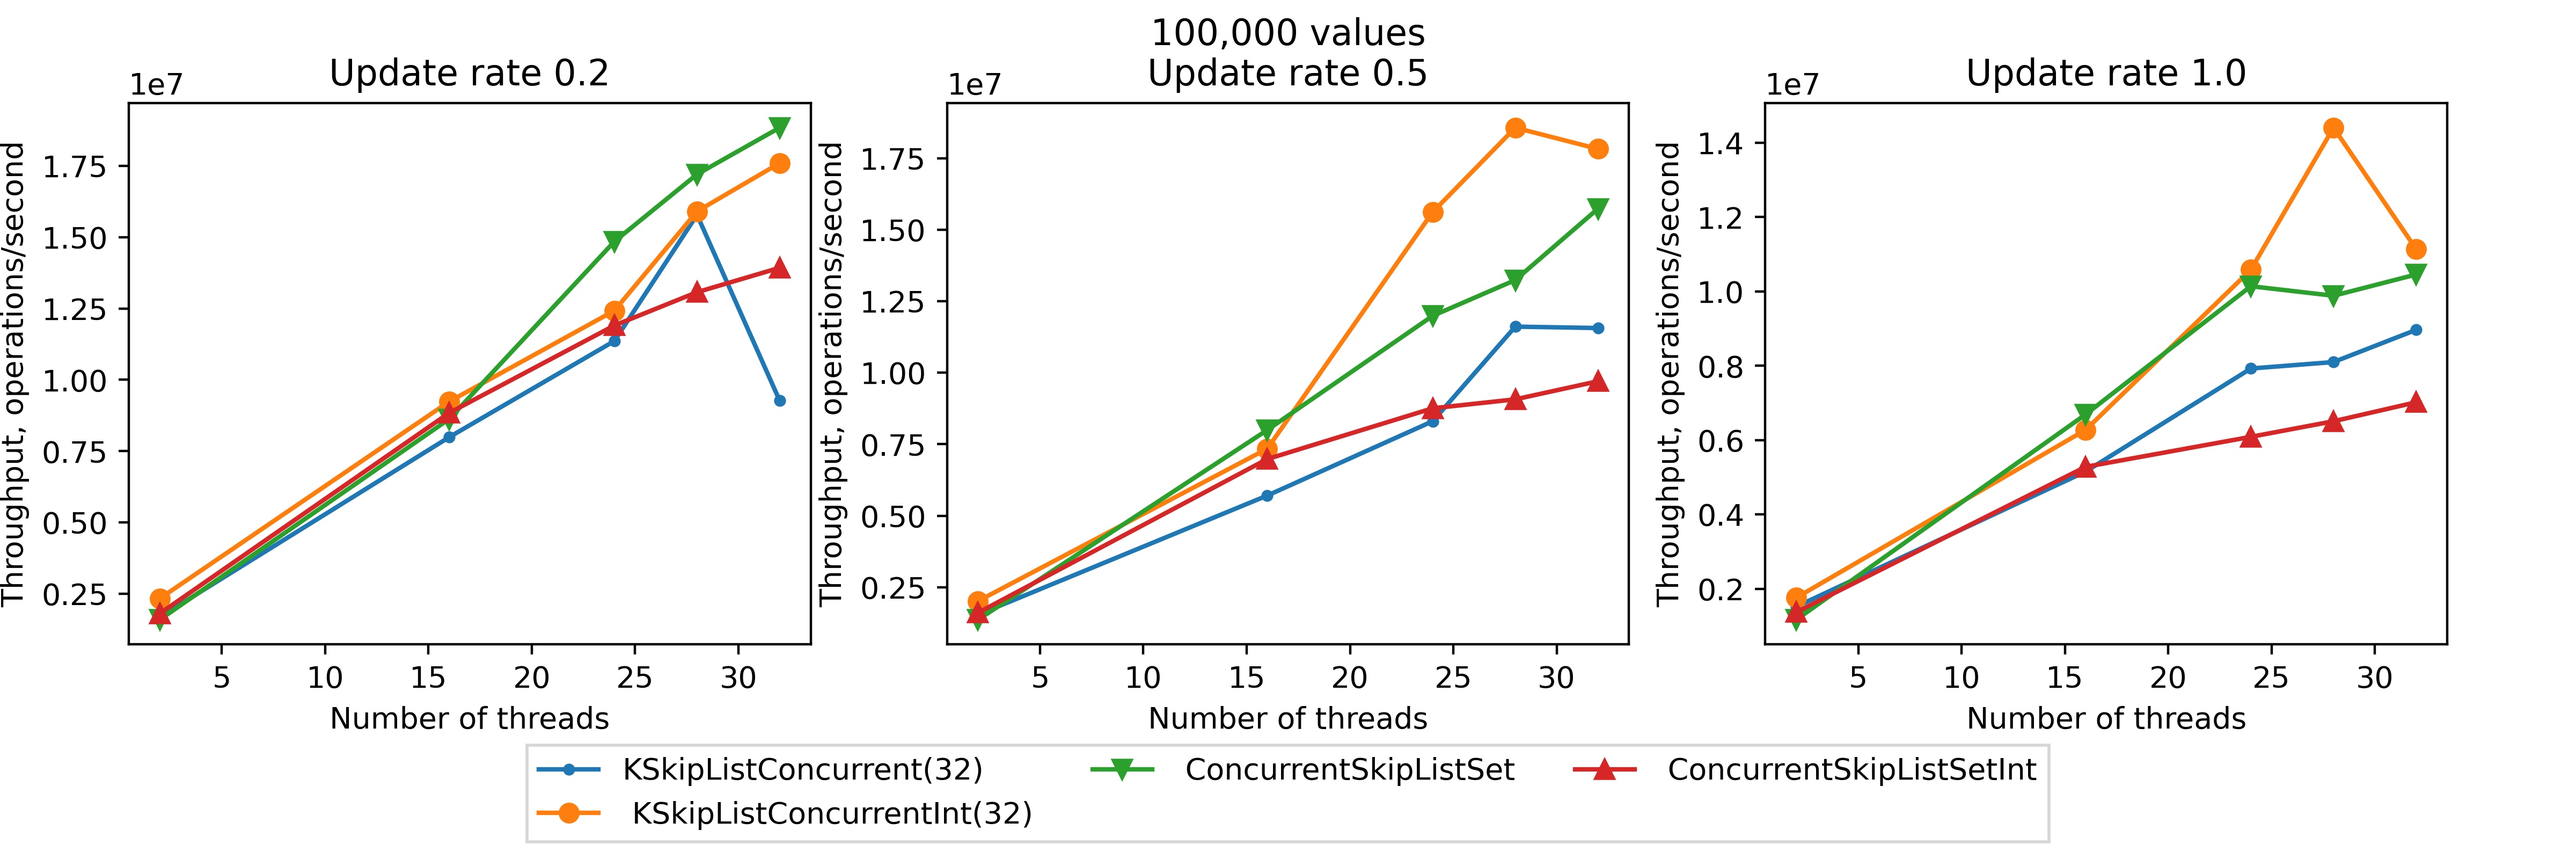 100,000 values
Update rate 0.2
Update rate 0.5
Update rate 1.0
1e7
Throughput, operations/second
1.75
1.50
1.25
1.00
0.75
0.50
0.25
5 10 15 20 25 30
Number of threads
1e7
Throughput, operations/second
1.75
1.50
1.25
1.00
0.75
0.50
0.25
5 10 15 20 25 30
Number of threads
1e7
Throughput, operations/second
1.4
1.2
1.0
0.8
0.6
0.4
0.2
5 10 15 20 25 30
Number of threads
KSkipListConcurrent(32)
KSkipListConcurrentInt(32)
ConcurrentSkipListSet
ConcurrentSkipListSetInt